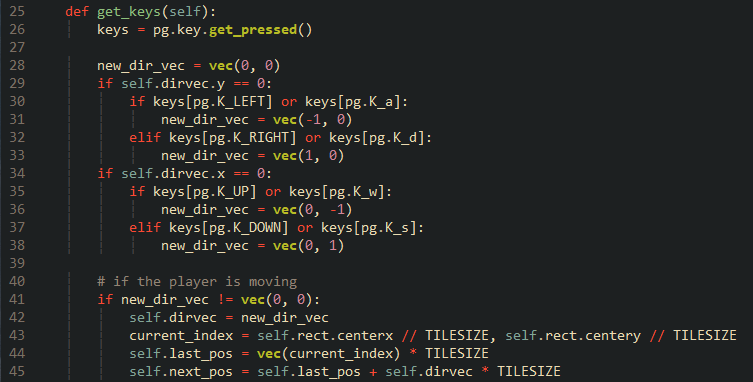 25     def get_keys(self):
26         keys = pg.key.get_pressed()
27
28         new_dir_vec = vec(0, 0)
29         if self.dirvec.y == 0:
30             if keys[pg.K_LEFT] or keys[pg.K_a]:
31                 new_dir_vec = vec(-1, 0)
32             elif keys[pg.K_RIGHT] or keys[pg.K_d]:
33                 new_dir_vec = vec(1, 0)
34         if self.dirvec.x == 0:
35             if keys[pg.K_UP] or keys[pg.K_w]:
36                 new_dir_vec = vec(0, -1)
37             elif keys[pg.K_DOWN] or keys[pg.K_s]:
38                 new_dir_vec = vec(0, 1)
39
40         # if the player is moving
41         if new_dir_vec != vec(0, 0):
42             self.dirvec = new_dir_vec
43             current_index = self.rect.centerx // TILESIZE, self.rect.centery // TILESIZE
44             self.last_pos = vec(current_index) * TILESIZE
45             self.next_pos = self.last_pos + self.dirvec * TILESIZE